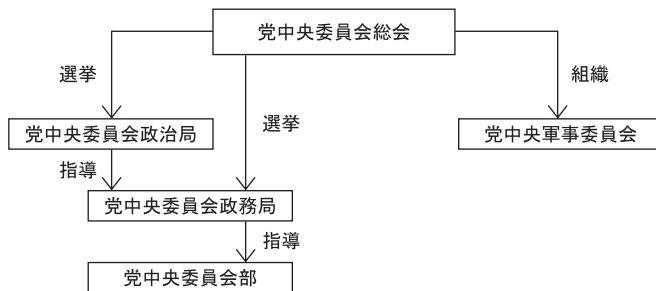 党中央委員会総会
選挙
組織
選挙
党中央委員会政治局
党中央軍事委員会
指導
党中央委員会政務局
指導
党中央委員会部